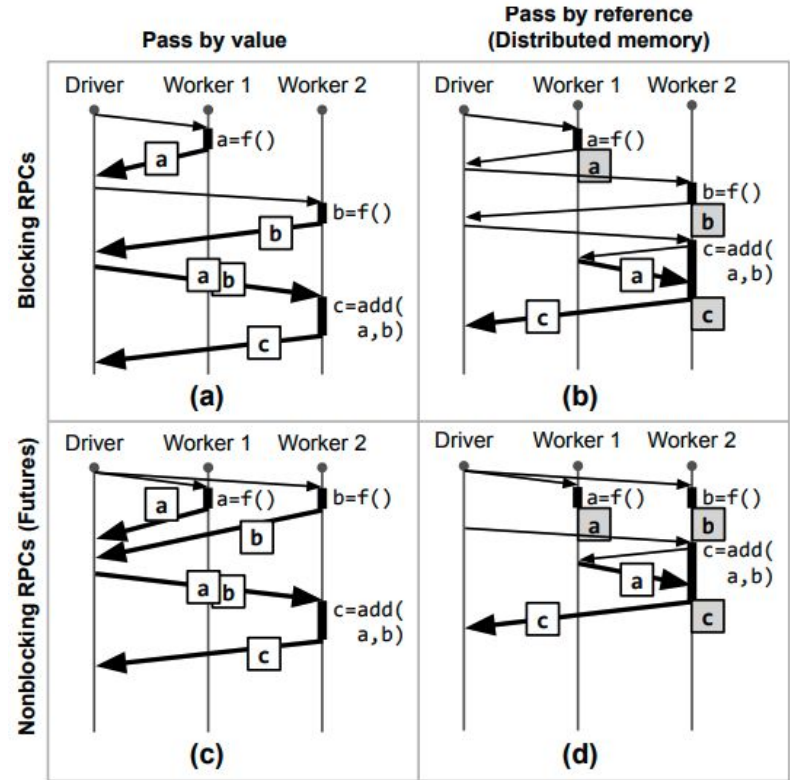 Pass by value
Pass by reference
(Distributed memory)
Blocking RPCs
Driver Worker 1 Worker 2
a=f()
a
b=f()
b
a b
c=add(
a,b)
c
(a)
Driver Worker 1 Worker 2
a=f()
a
b=f()
b
c=add(
a,b)
a
c
c
(b)
Nonblocking RPCs (Futures)
Driver Worker 1 Worker 2
a=f() b=f()
a
b
a b
c=add(
a,b)
c
(c)
Driver Worker 1 Worker 2
a=f() b=f()
a b
c=add(
a,b)
a
c
c
(d)